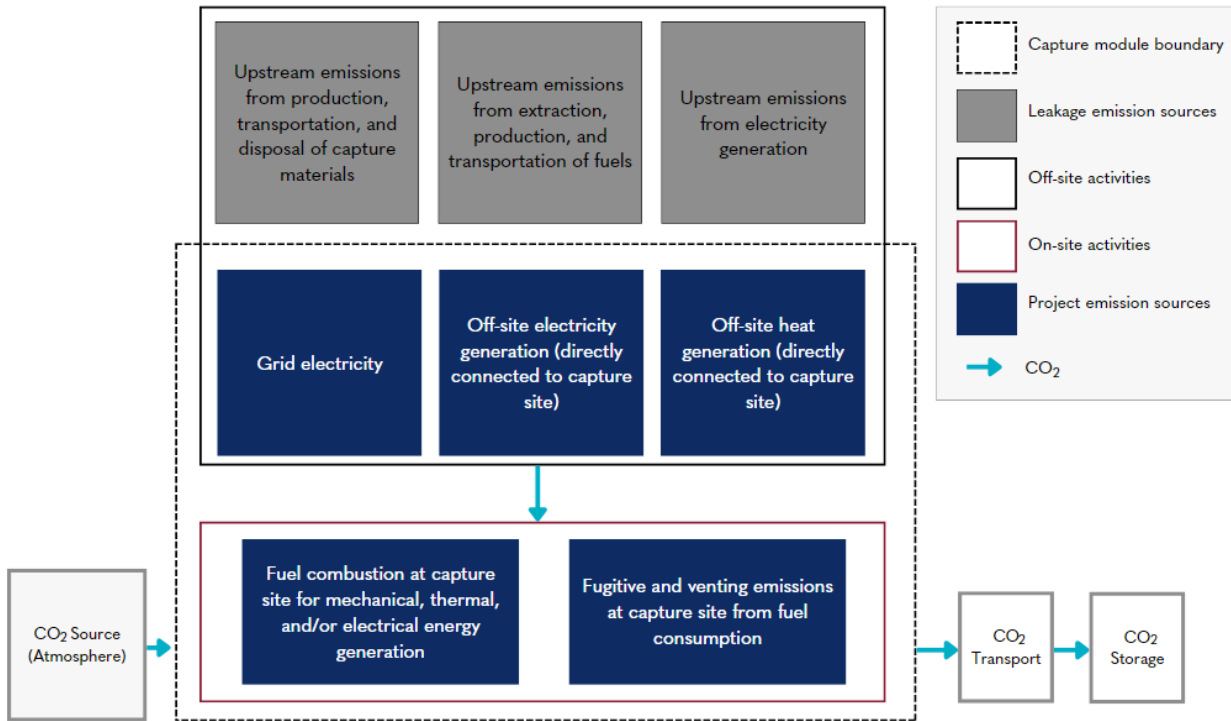 Upstream emissions
from production,
transportation, and
disposal of capture
materials
Upstream emissions
from extraction,
production, and
transportation of fuels
Upstream emissions
from electricity
generation
Grid electricity
Off-site electricity
generation (directly
connected to capture
site)
Off-site heat
generation (directly
connected to capture
site)
Fuel combustion at capture
site for mechanical, thermal,
and/or electrical energy
generation
Fugitive and venting emissions
at capture site from fuel
consumption
CO₂ Source
(Atmosphere)
CO₂
Transport
CO₂
Storage
Capture module boundary
Leakage emission sources
Off-site activities
On-site activities
Project emission sources
CO₂